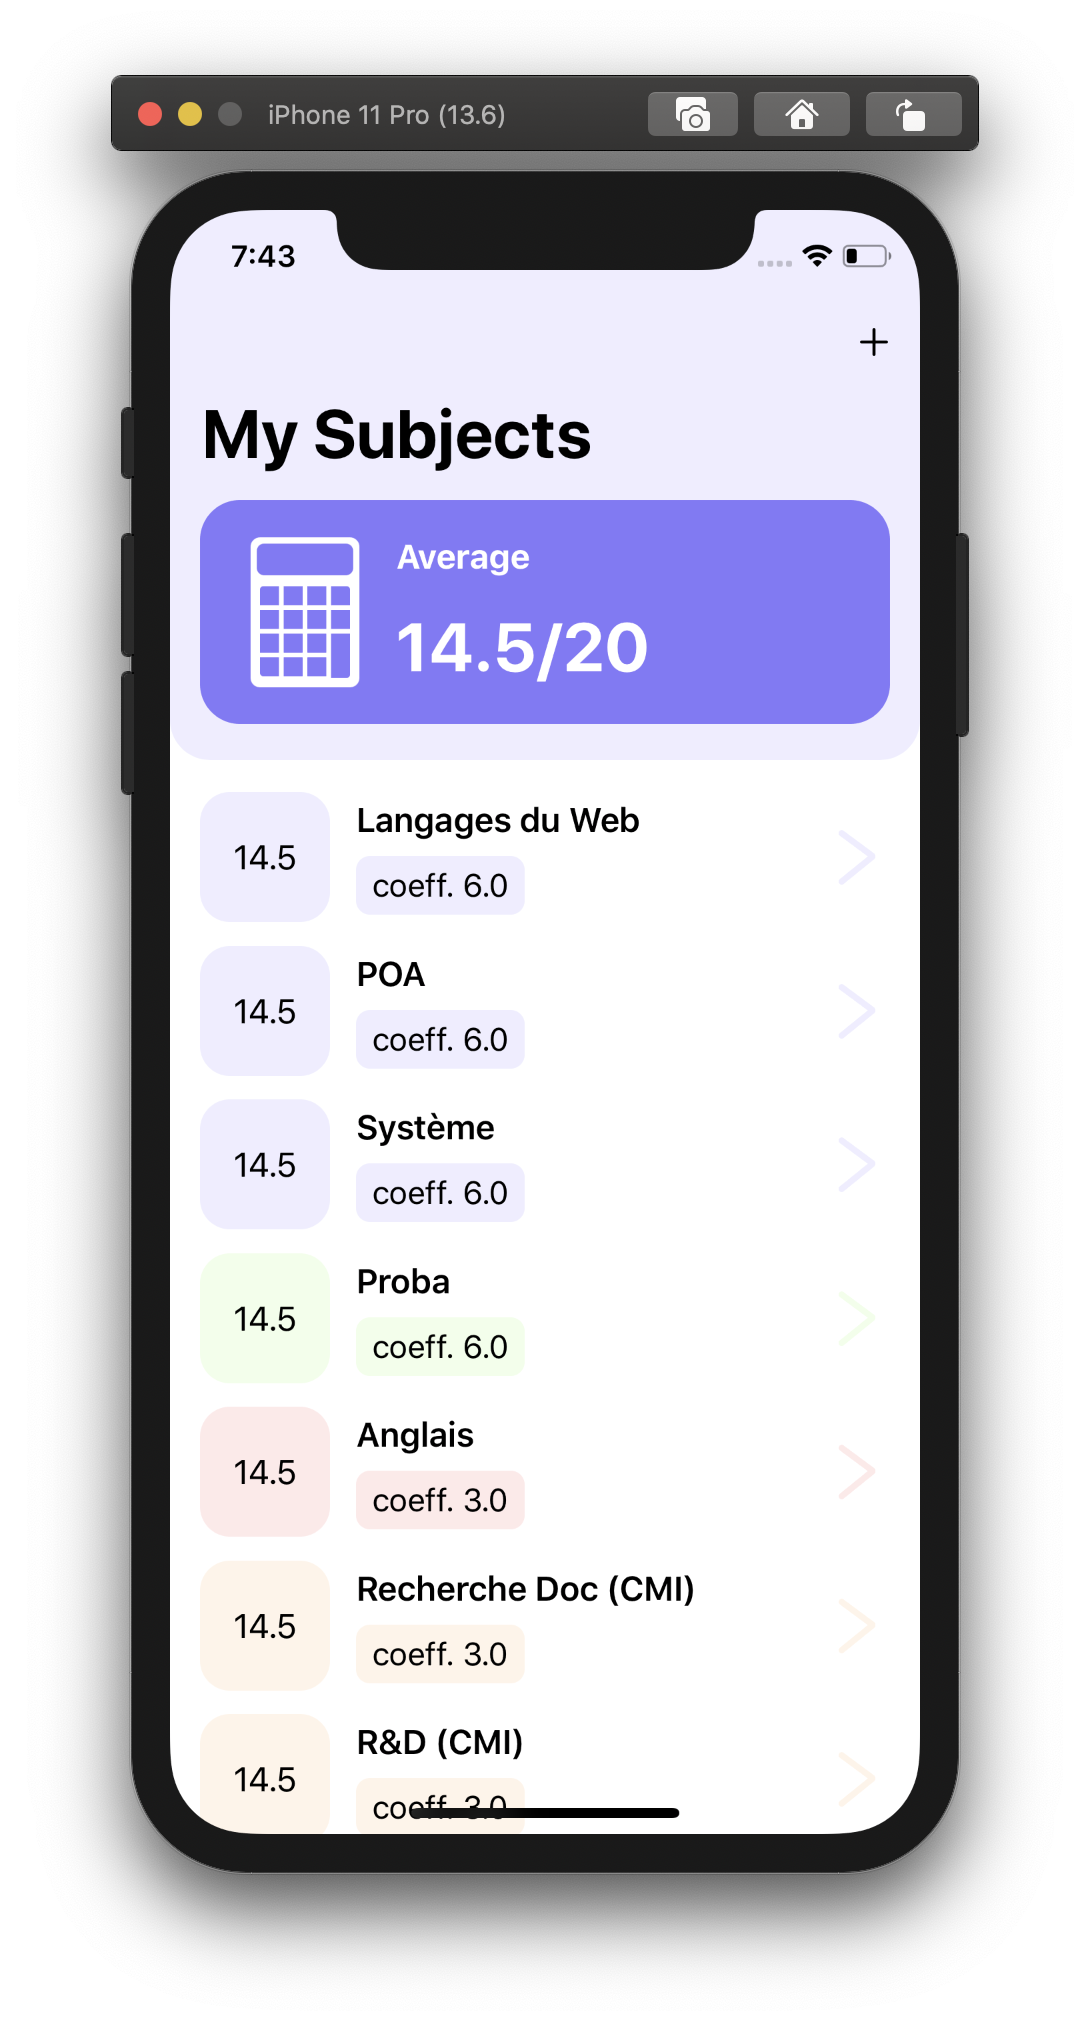 iPhone 11 Pro (13.6)
7:43
My Subjects
Average
14.5/20
14.5
Langages du Web
coeff. 6.0
14.5
POA
coeff. 6.0
14.5
Système
coeff. 6.0
14.5
Proba
coeff. 6.0
14.5
Anglais
coeff. 3.0
14.5
Recherche Doc (CMI)
coeff. 3.0
14.5
R&D (CMI)
coeff. 3.0